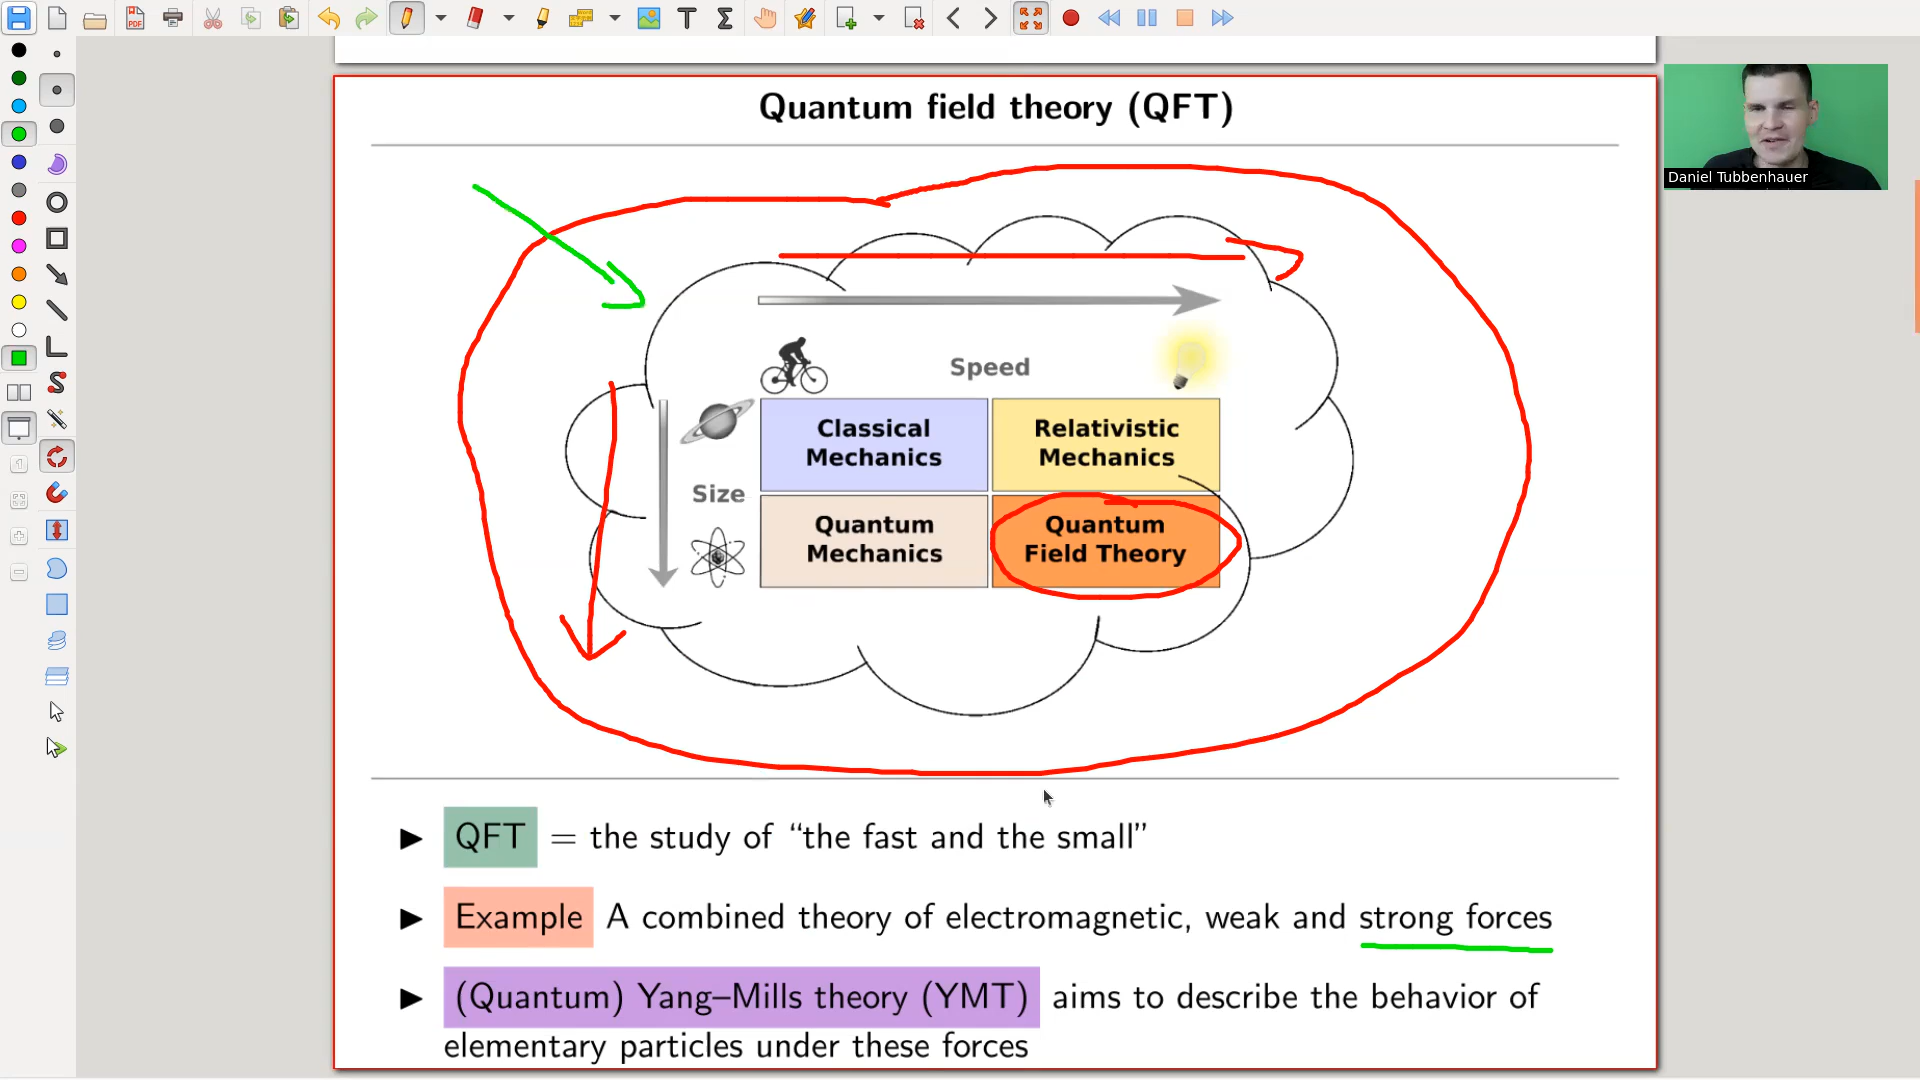 Quantum field theory (QFT)
Daniel Tubbenhauer
Speed
Classical
Mechanics
Relativistic
Mechanics
Size
Quantum
Mechanics
Quantum
Field Theory
QFT = the study of “the fast and the small”
Example A combined theory of electromagnetic, weak and strong forces
(Quantum) Yang–Mills theory (YMT) aims to describe the behavior of
elementary particles under these forces